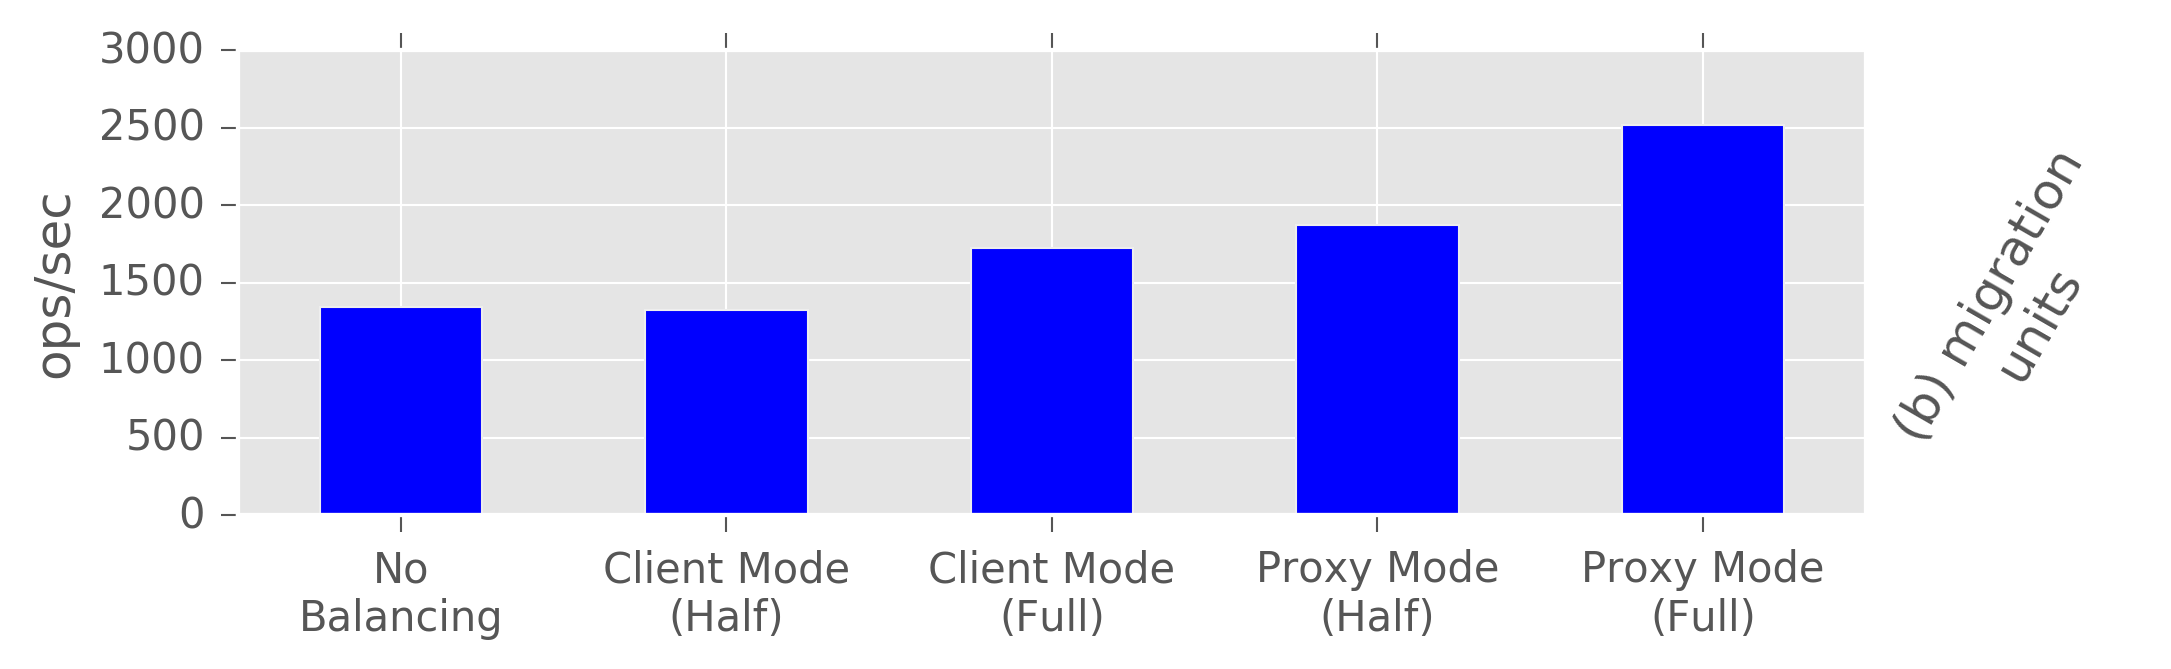 3000
2500
2000
1500
1000
500
0
ops/sec
No
Balancing
Client Mode
(Half)
Client Mode
(Full)
Proxy Mode
(Half)
Proxy Mode
(Full)
(b) migration
units